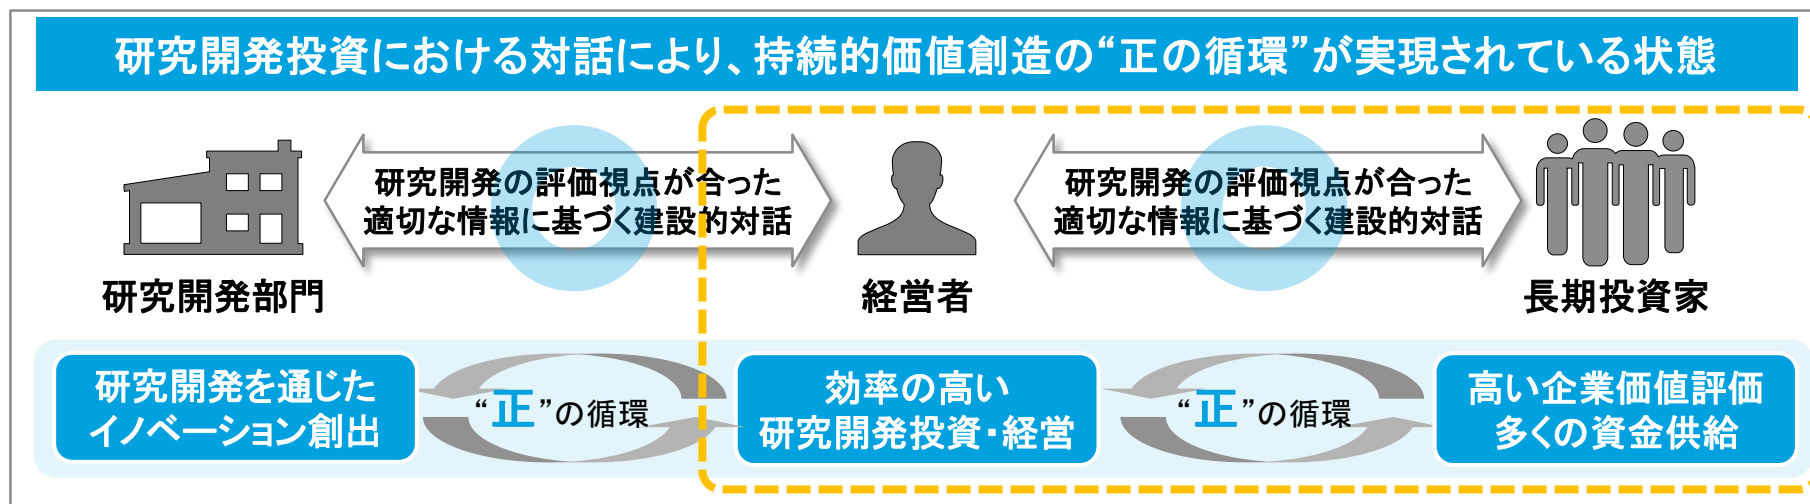 研究開発投資における対話により、持続的価値創造の“正の循環”が実現されている状態
研究開発の評価視点が合った
適切な情報に基づく建設的対話
研究開発の評価視点が合った
適切な情報に基づく建設的対話
研究開発部門
経営者
長期投資家
研究開発を通じた
イノベーション創出
“正”の循環
効率の高い
研究開発投資・経営
“正”の循環
高い企業価値評価
多くの資金供給